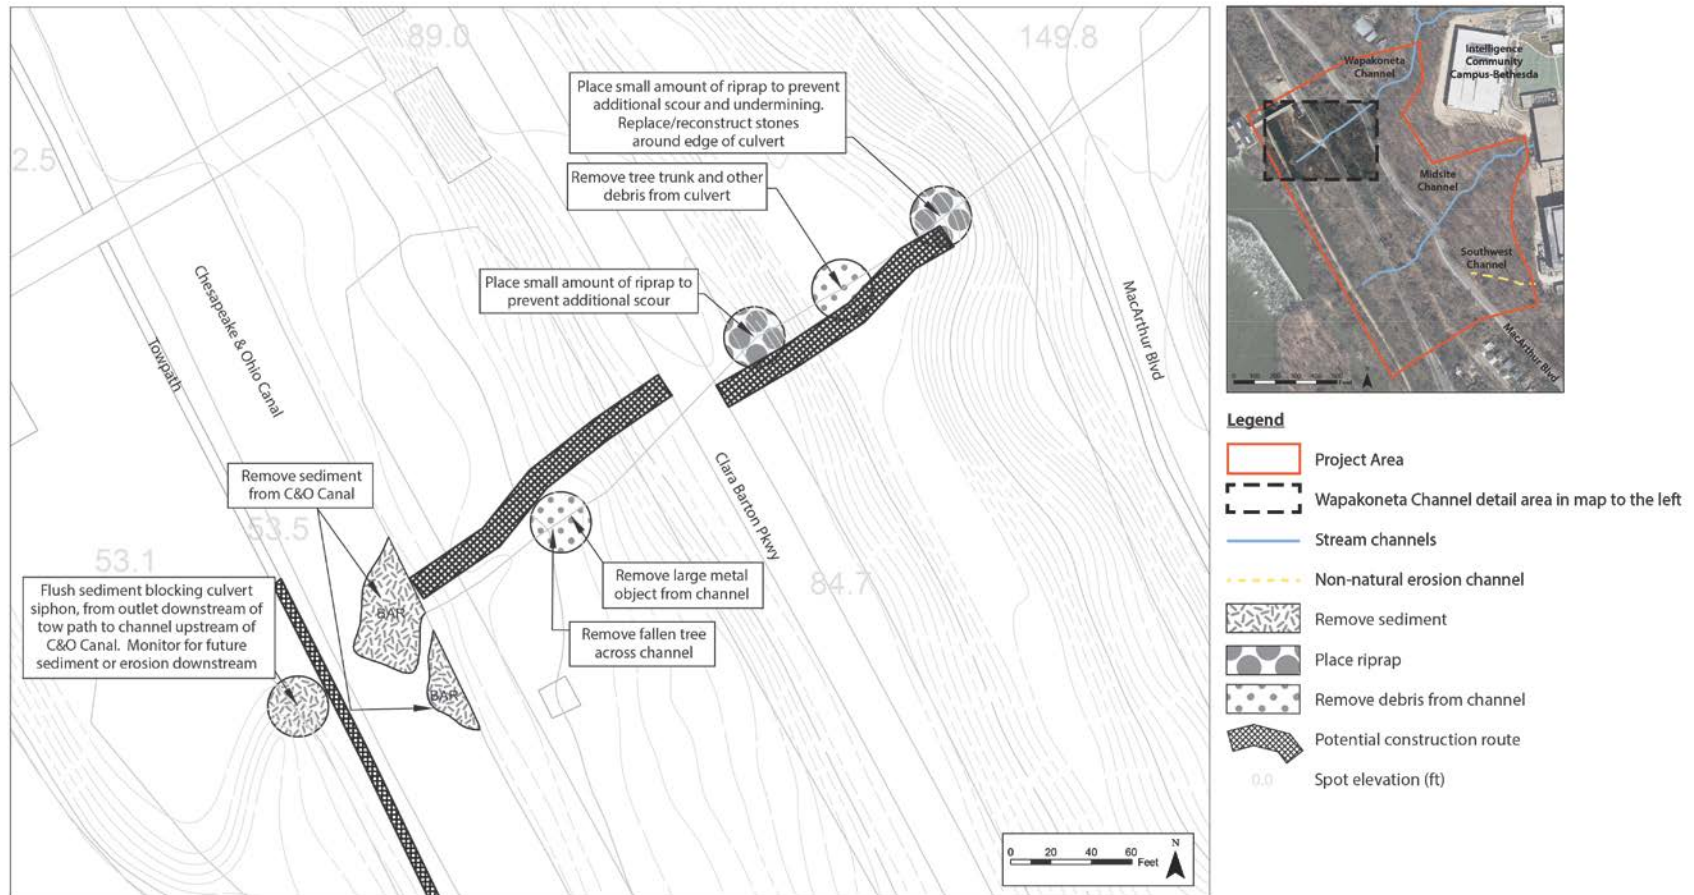 89.0
149.8
2.5
Place small amount of riprap to prevent
additional scour and undermining.
Replace/reconstruct stones
around edge of culvert
Remove tree trunk and other
debris from culvert
Place small amount of riprap to
prevent additional scour
Chesapeake & Ohio Canal
Towpath
MacArthur Blvd
Clara Barton Pkwy
Remove sediment
from C&O Canal
53.5
53.1
84.7
Flush sediment blocking culvert
siphon, from outlet downstream of
tow path to channel upstream of
C&O Canal. Monitor for future
sediment or erosion downstream
BAR
BAR
Remove large metal
object from channel
Remove fallen tree
across channel
0 20 40 60 Feet
N
Wapakoneta
Channel
Intelligence
Community
Campus-Bethesda
Midsite
Channel
Southwest
Channel
MacArthur Blvd
Feet
Legend
Project Area
Wapakoneta Channel detail area in map to the left
Stream channels
Non-natural erosion channel
Remove sediment
Place riprap
Remove debris from channel
Potential construction route
0.0 Spot elevation (ft)